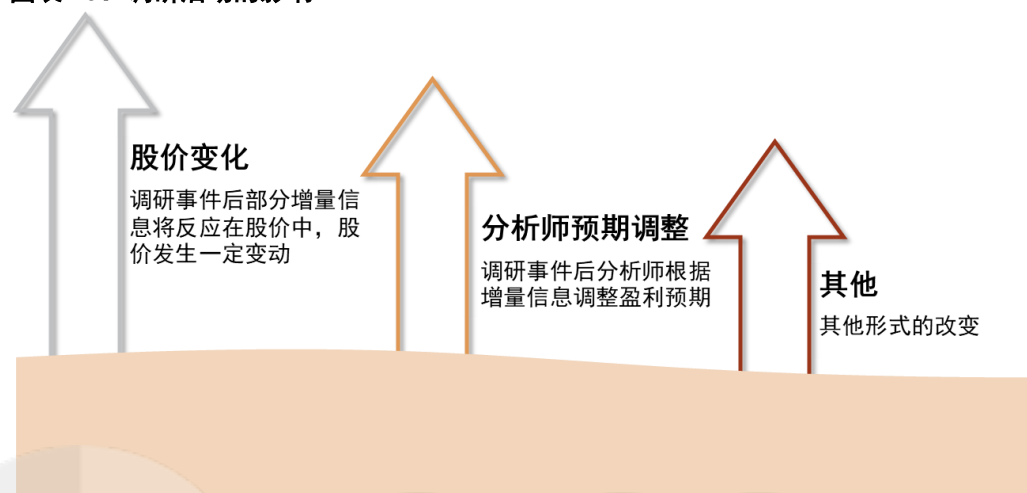 股价变化
调研事件后部分增量信
息将反应在股价中，股
价发生一定变动
分析师预期调整
调研事件后分析师根据
增量信息调整盈利预期
其他
其他形式的改变